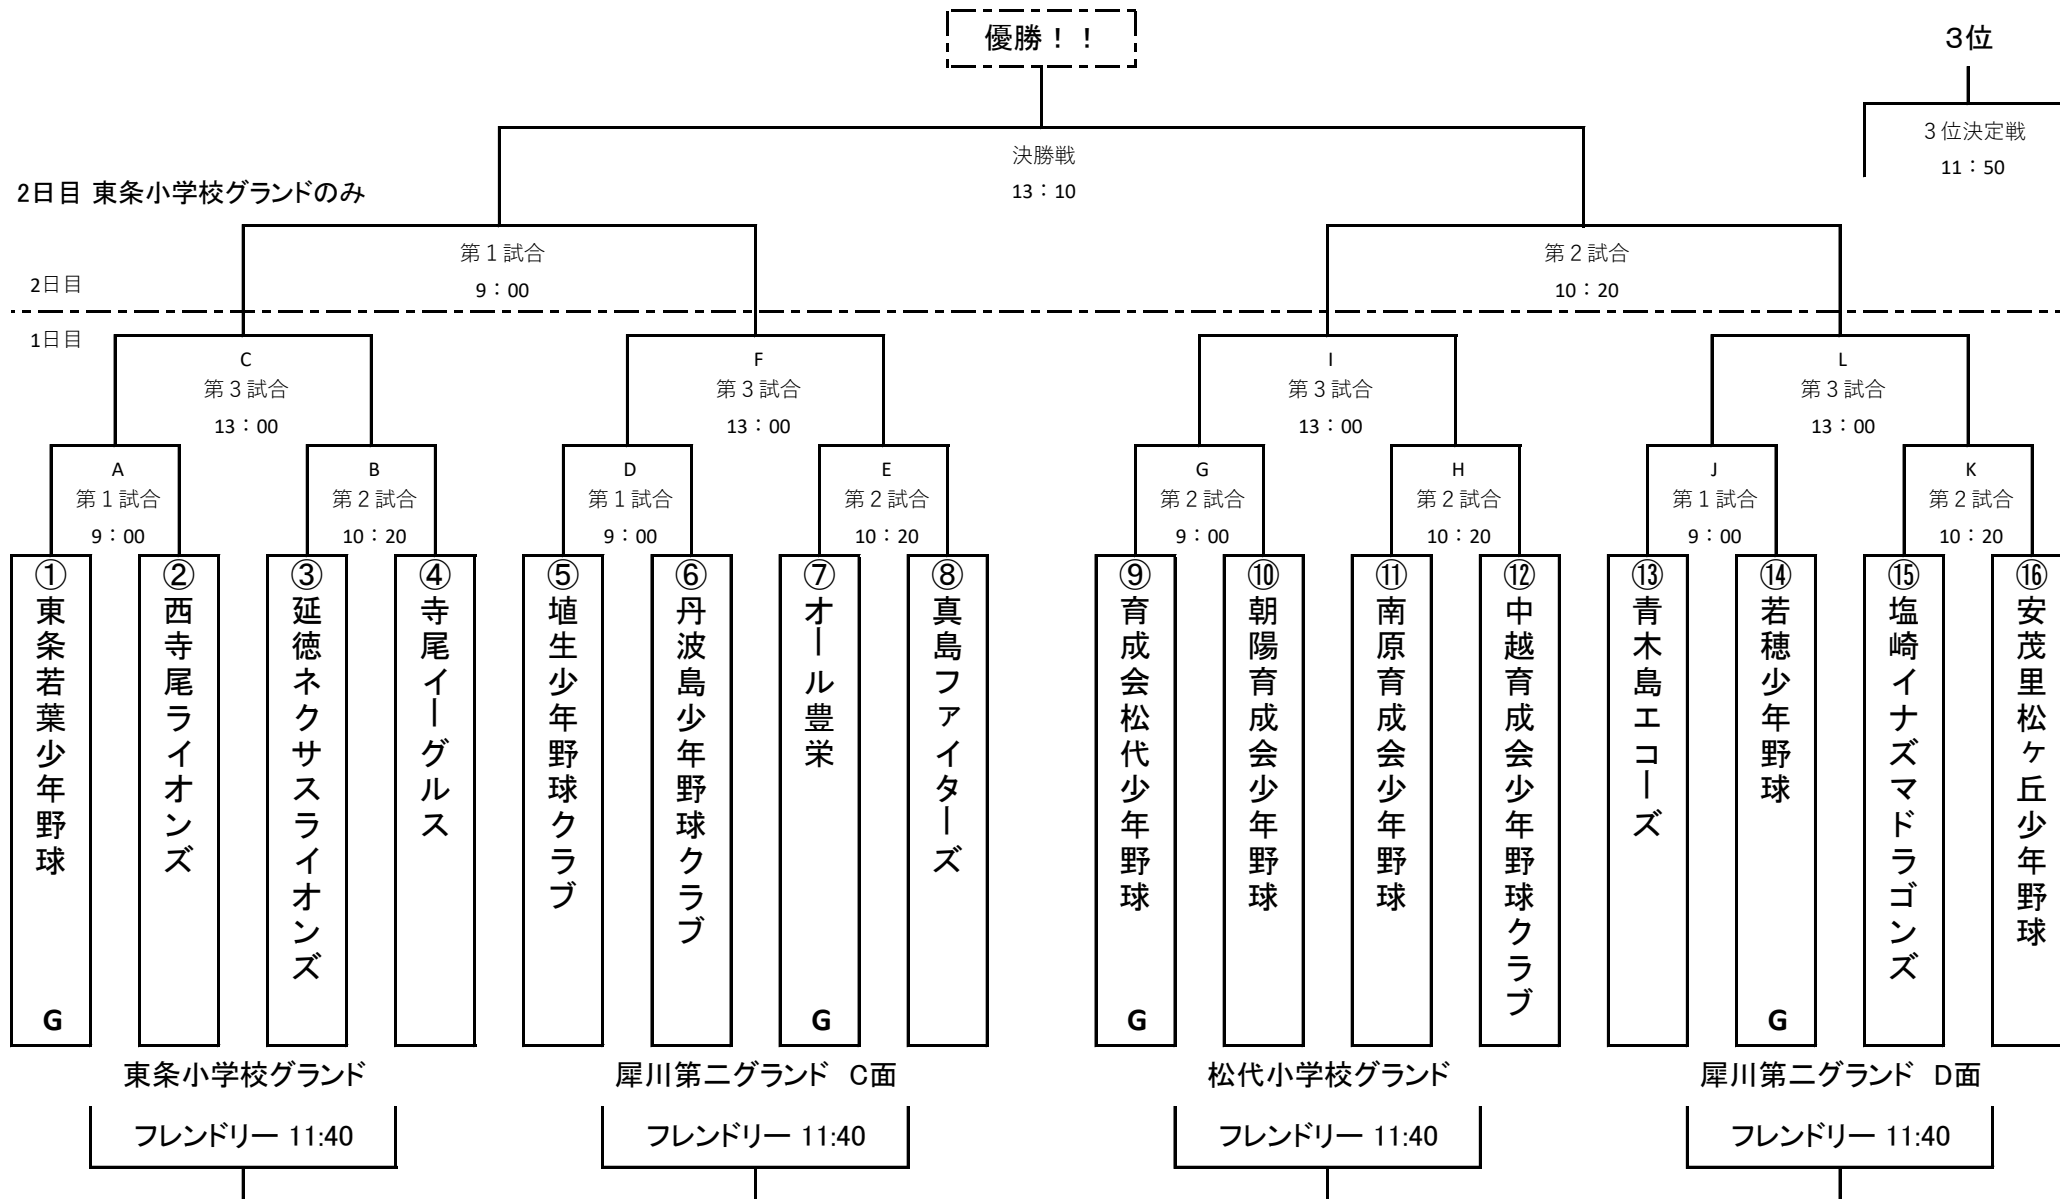 優勝！！
3位
３位決定戦
11：50
決勝戦
13：10
2日目 東条小学校グランドのみ
第１試合
9：00
第２試合
10：20
2日目
1日目
C
第３試合
13：00
F
第３試合
13：00
I
第３試合
13：00
L
第３試合
13：00
A
第１試合
9：00
B
第２試合
10：20
D
第１試合
9：00
E
第２試合
10：20
G
第２試合
9：00
H
第２試合
10：20
J
第１試合
9：00
K
第２試合
10：20
①東条若葉少年野球 G
②西寺尾ライオンズ
③延徳ネクサスライオンズ
④寺尾イーグルス
⑤埴生少年野球クラブ
⑥丹波島少年野球クラブ
⑦オール豊栄 G
⑧真島ファイターズ
⑨育成会松代少年野球 G
⑩朝陽育成会少年野球
⑪南原育成会少年野球
⑫中越育成会少年野球クラブ
⑬青木島エコーズ
⑭若穂少年野球 G
⑮塩崎イナズマドラゴンズ
⑯安茂里松ヶ丘少年野球
東条小学校グランド
犀川第二グランド　C面
松代小学校グランド
犀川第二グランド　D面
フレンドリー 11:40
フレンドリー 11:40
フレンドリー 11:40
フレンドリー 11:40